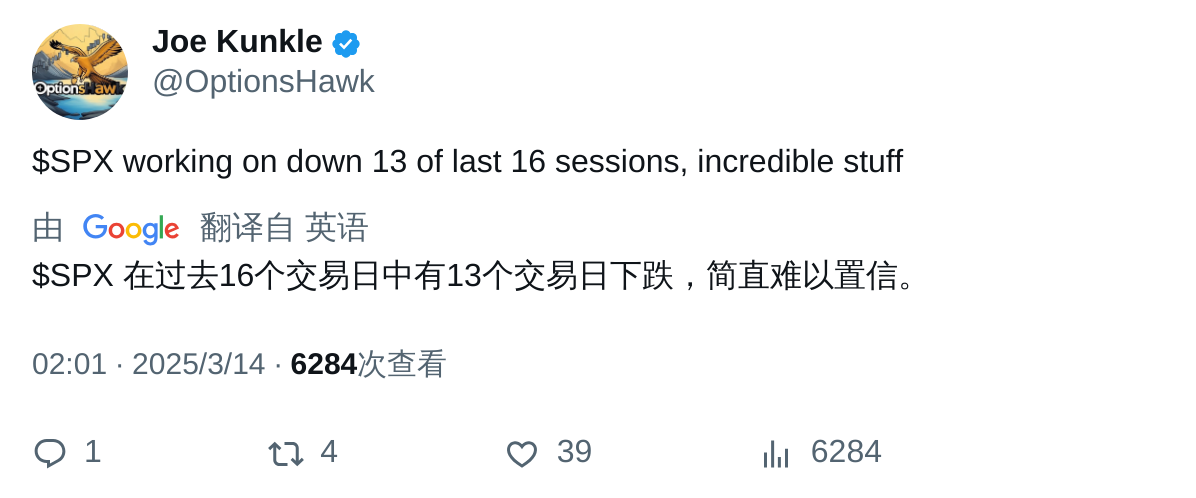 OptionsHawk
Joe Kunkle
@OptionsHawk
$SPX working on down 13 of last 16 sessions, incredible stuff
由 Google 翻译自 英语
$SPX 在过去16个交易日中有13个交易日下跌，简直难以置信。
02:01 · 2025/3/14 · 6284次查看
1 4 39 6284